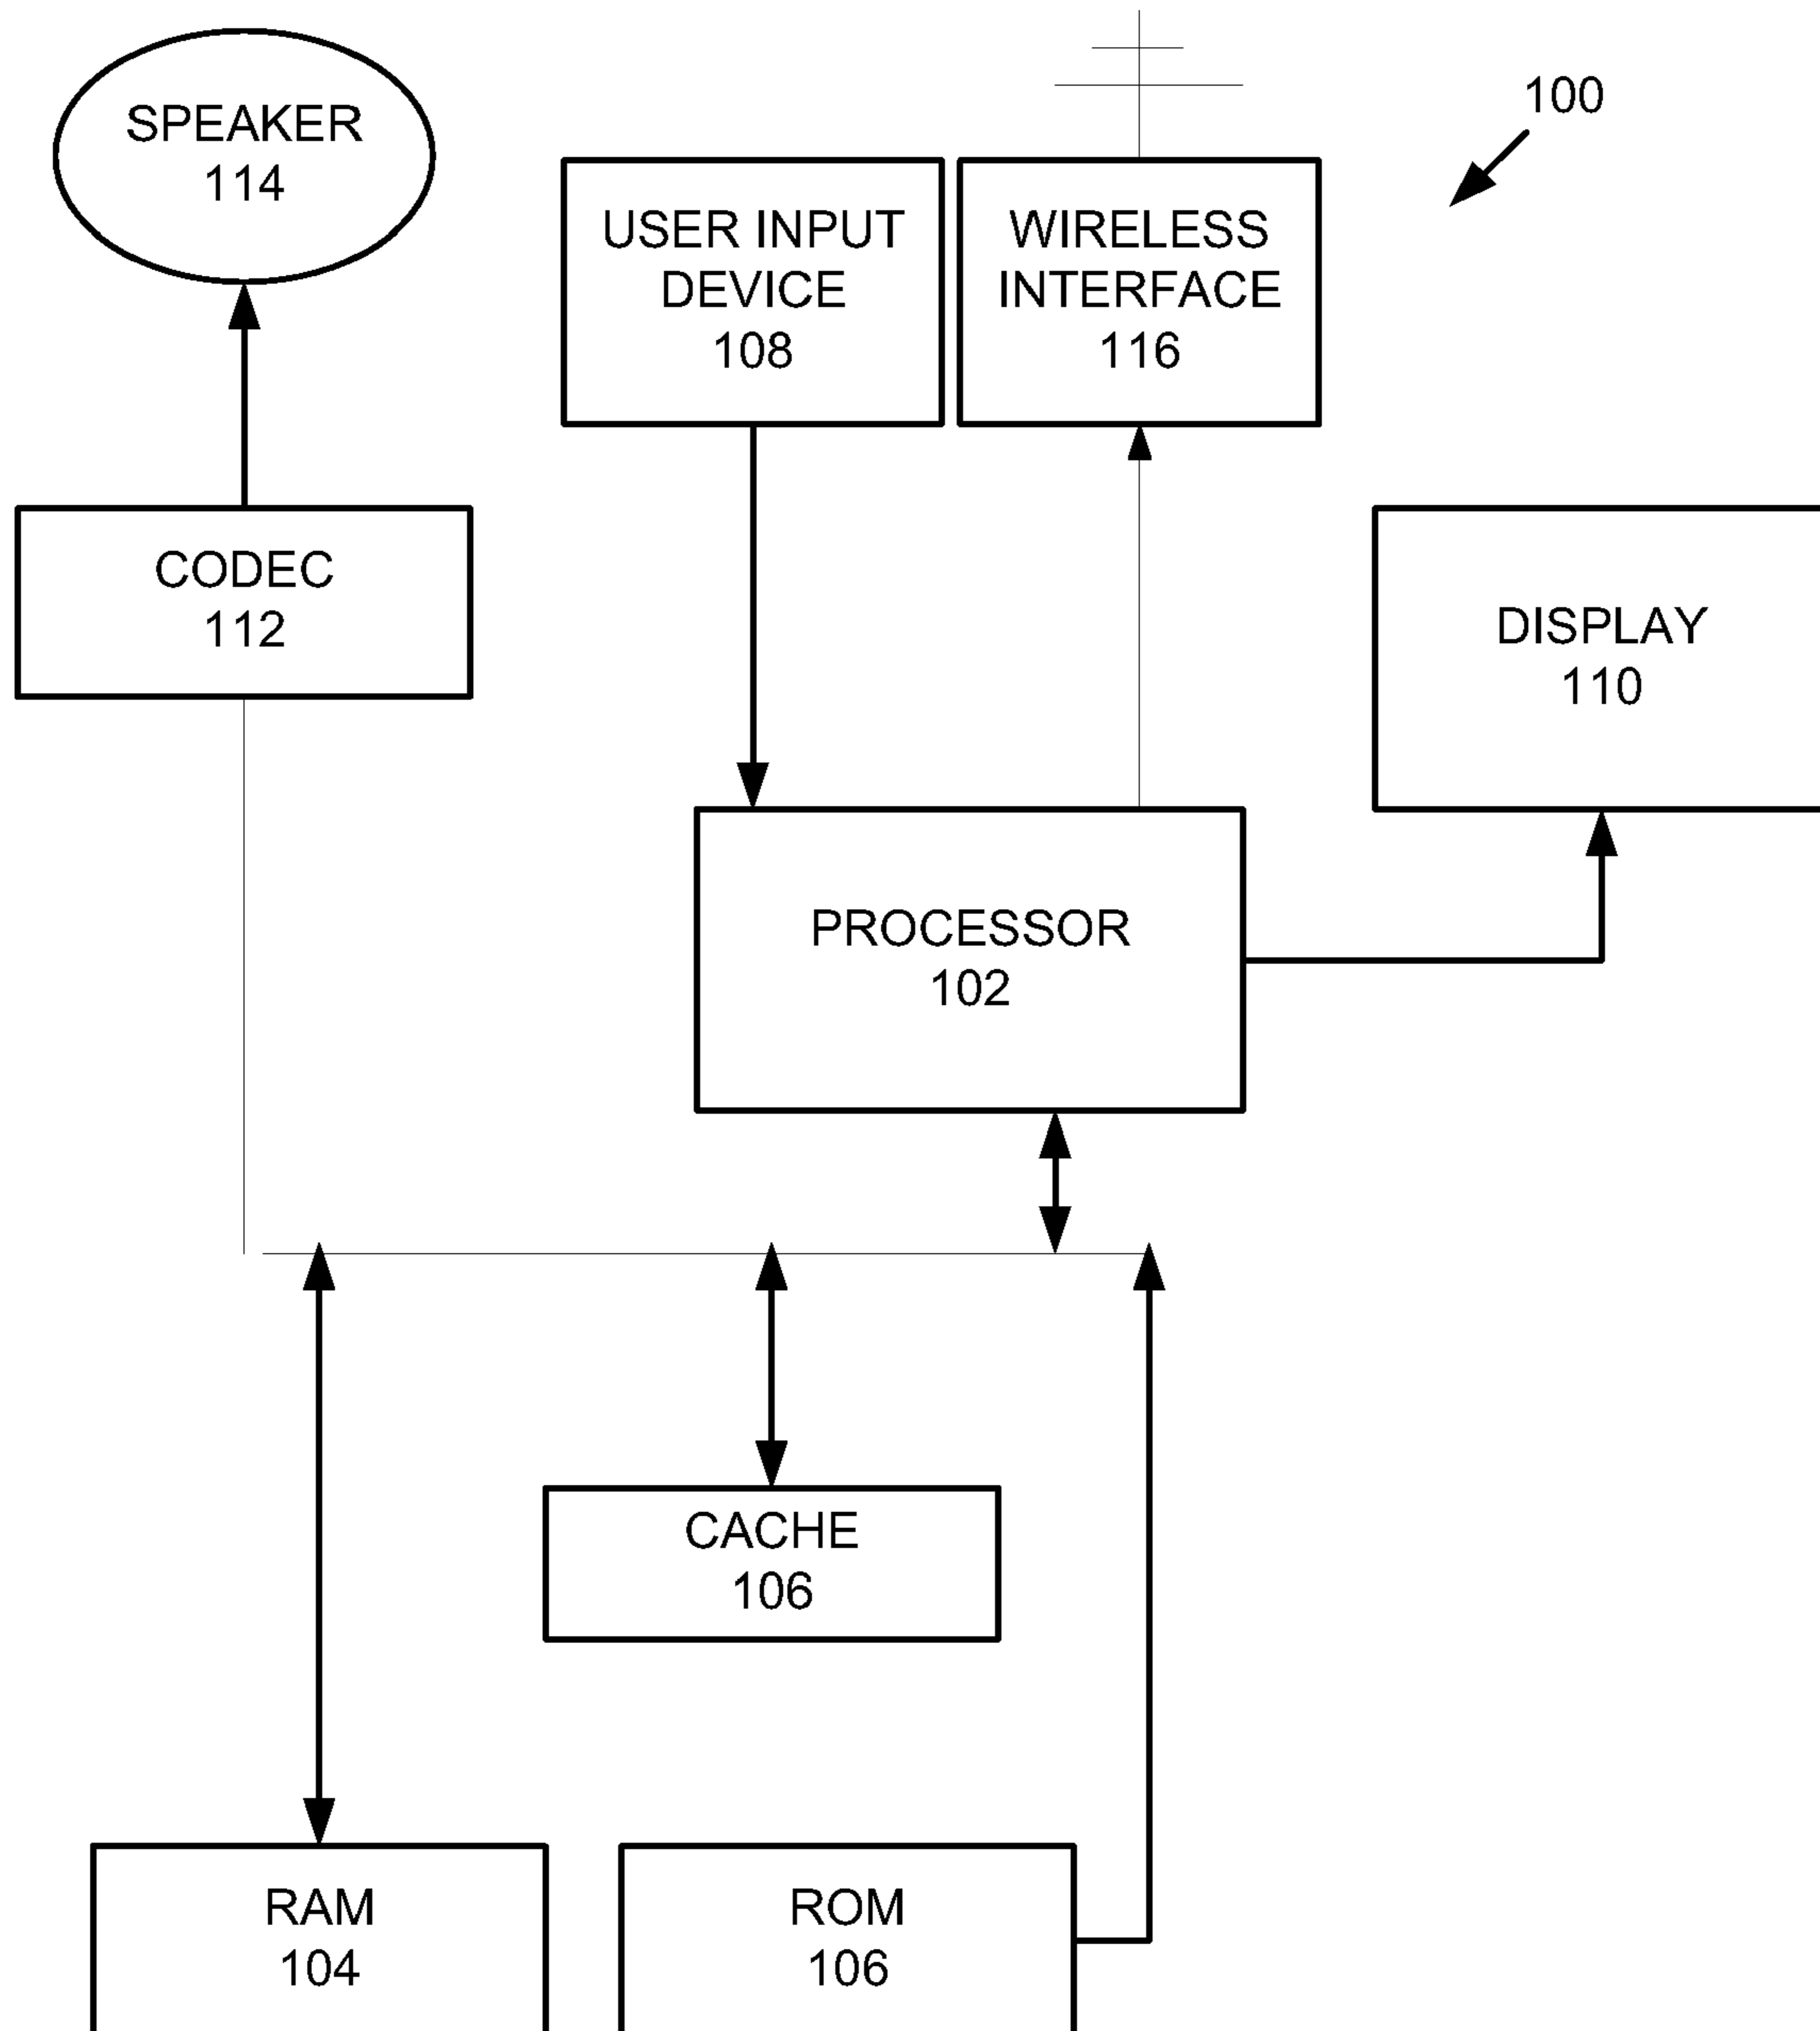 SPEAKER
114
100
USER INPUT
DEVICE
108
WIRELESS
INTERFACE
116
CODEC
112
DISPLAY
110
PROCESSOR
102
CACHE
106
RAM
104
ROM
106